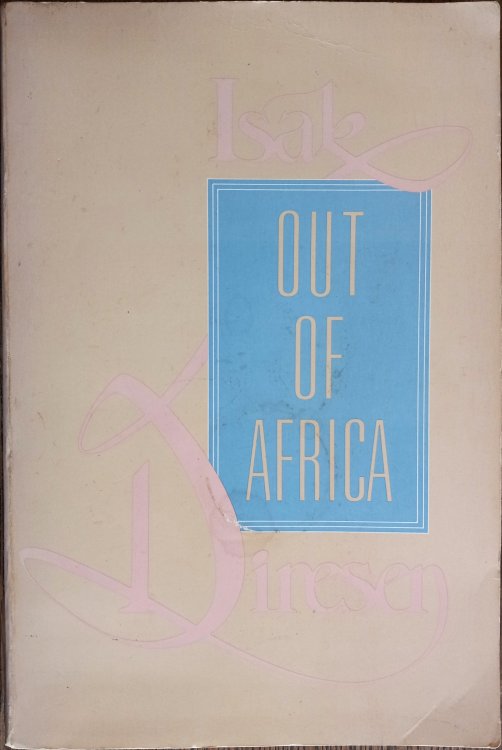 Isak
OUT
OF
AFRICA
Dinesen